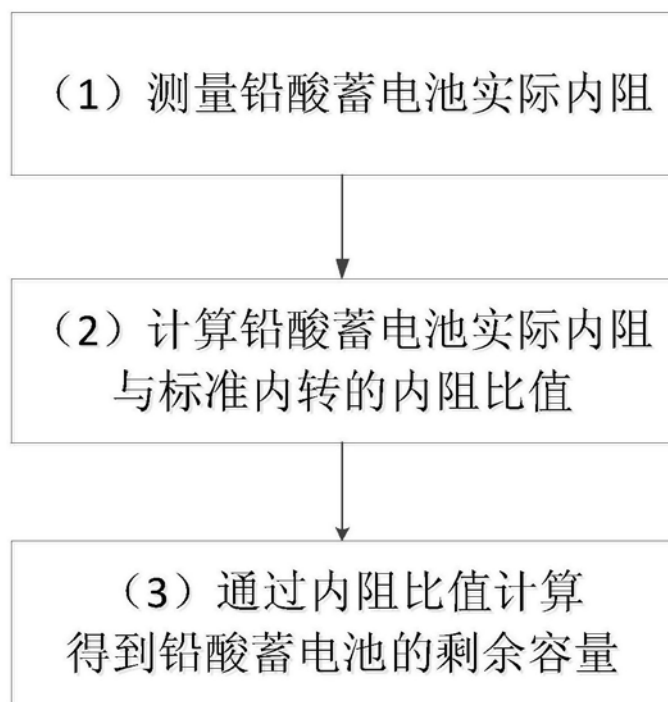 （1）测量铅酸蓄电池实际内阻
（2）计算铅酸蓄电池实际内阻
与标准内转的内阻比值
（3）通过内阻比值计算
得到铅酸蓄电池的剩余容量